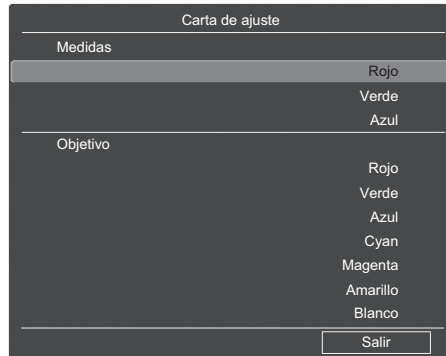 Carta de ajuste
Medidas
Rojo
Verde
Azul
Objetivo
Rojo
Verde
Azul
Cyan
Magenta
Amarillo
Blanco
Salir